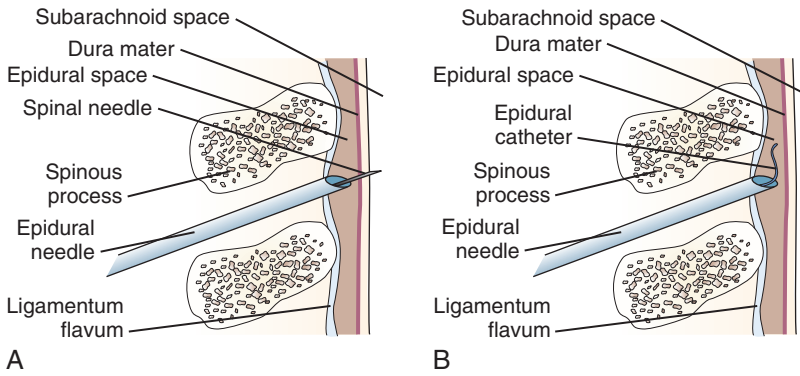 Subarachnoid space
Dura mater
Epidural space
Spinal needle
Spinous
process
Epidural
needle
Ligamentum
flavum
A
Subarachnoid space
Dura mater
Epidural space
Epidural
catheter
Spinous
process
Epidural
needle
Ligamentum
flavum
B